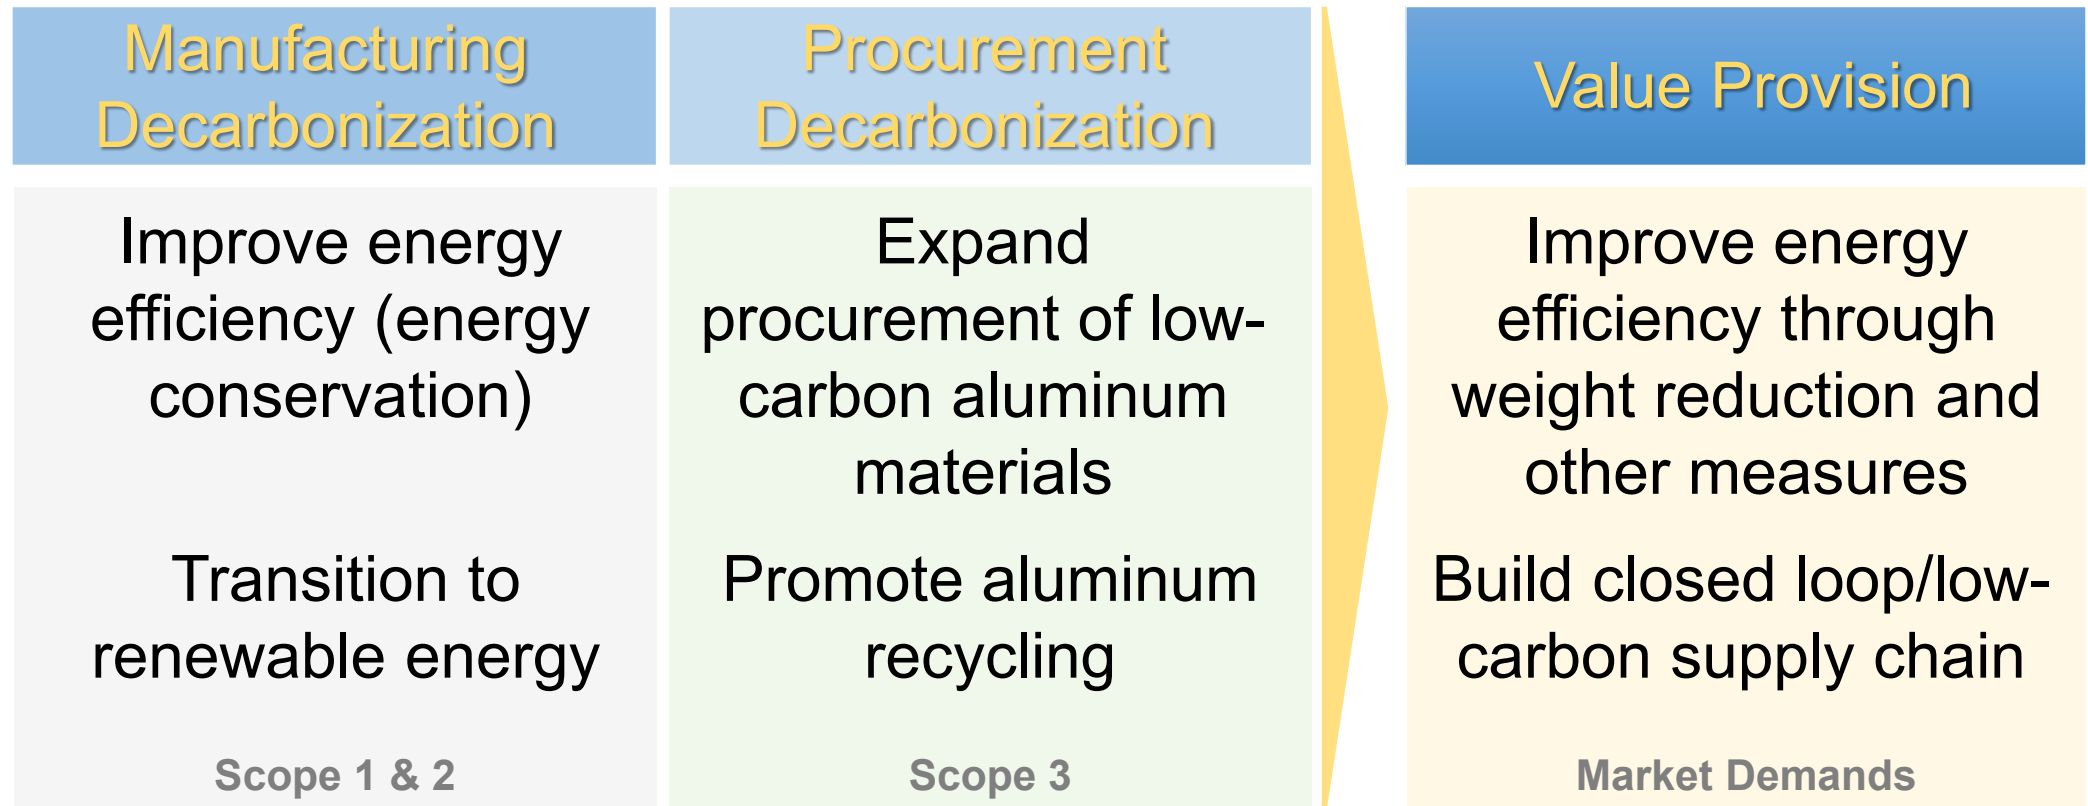 Manufacturing
Decarbonization
Procurement
Decarbonization
Value Provision
Improve energy
efficiency (energy
conservation)
Transition to
renewable energy
Scope 1 & 2
Expand
procurement of low-
carbon aluminum
materials
Promote aluminum
recycling
Scope 3
Improve energy
efficiency through
weight reduction and
other measures
Build closed loop/low-
carbon supply chain
Market Demands